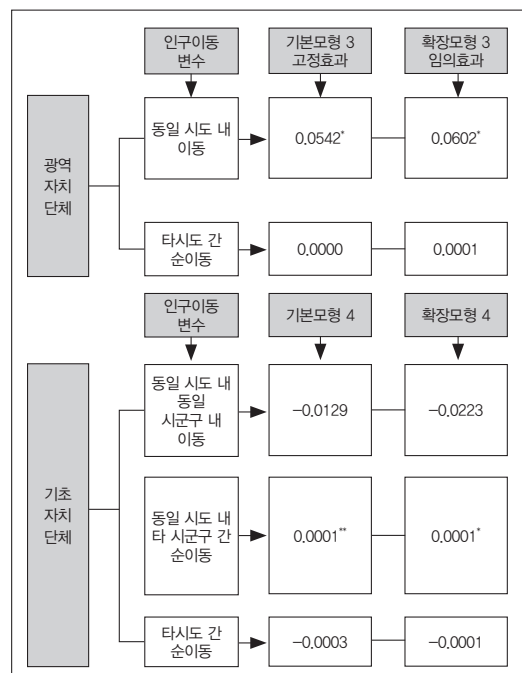 인구이동
변수
기본모형 3
고정효과
확장모형 3
임의효과
광역
자치
단체
동일 시도 내
이동
0.0542*
0.0602*
타시도 간
순이동
0.0000
0.0001
인구이동
변수
기본모형 4
확장모형 4
기초
자치
단체
동일 시도 내
동일
시군구 내
이동
-0.0129
-0.0223
동일 시도 내
타 시군구 간
순이동
0.0001**
0.0001*
타시도 간
순이동
-0.0003
-0.0001